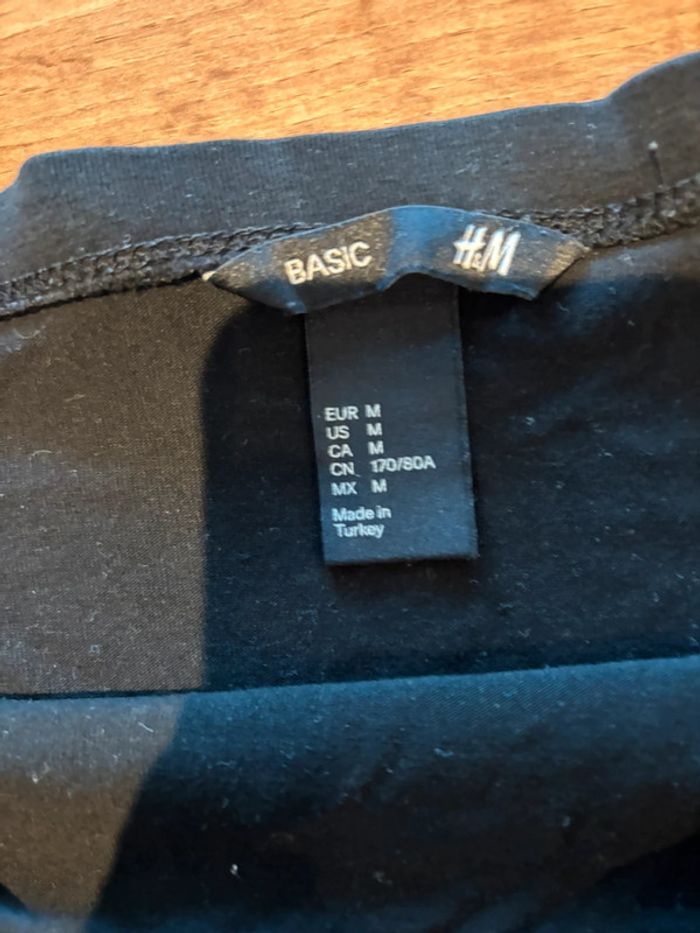 BASIC H&M
EUR M
US M
CA M
CN 170/80A
MX M
Made in
Turkey